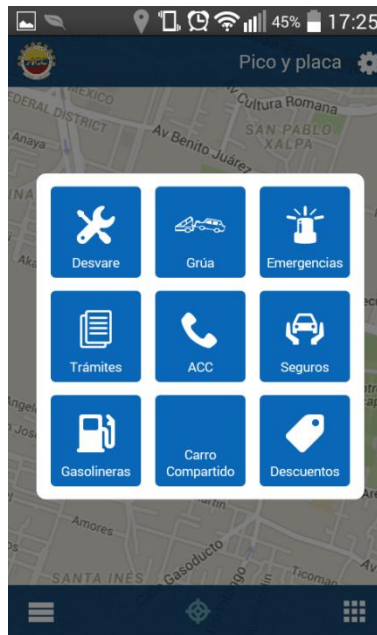 45% 17:25
ACC
Pico y placa
MEXICO
FEDERAL DISTRICT
Cultura Romana
Av Benito Juárez
SAN PABLO
XALPA
Anaya
Desvare
Grúa
Emergencias
Trámites
ACC
Seguros
Gasolineras
Carro
Compartido
Descuentos
Amores
SANTA INÉS
Gasoducto